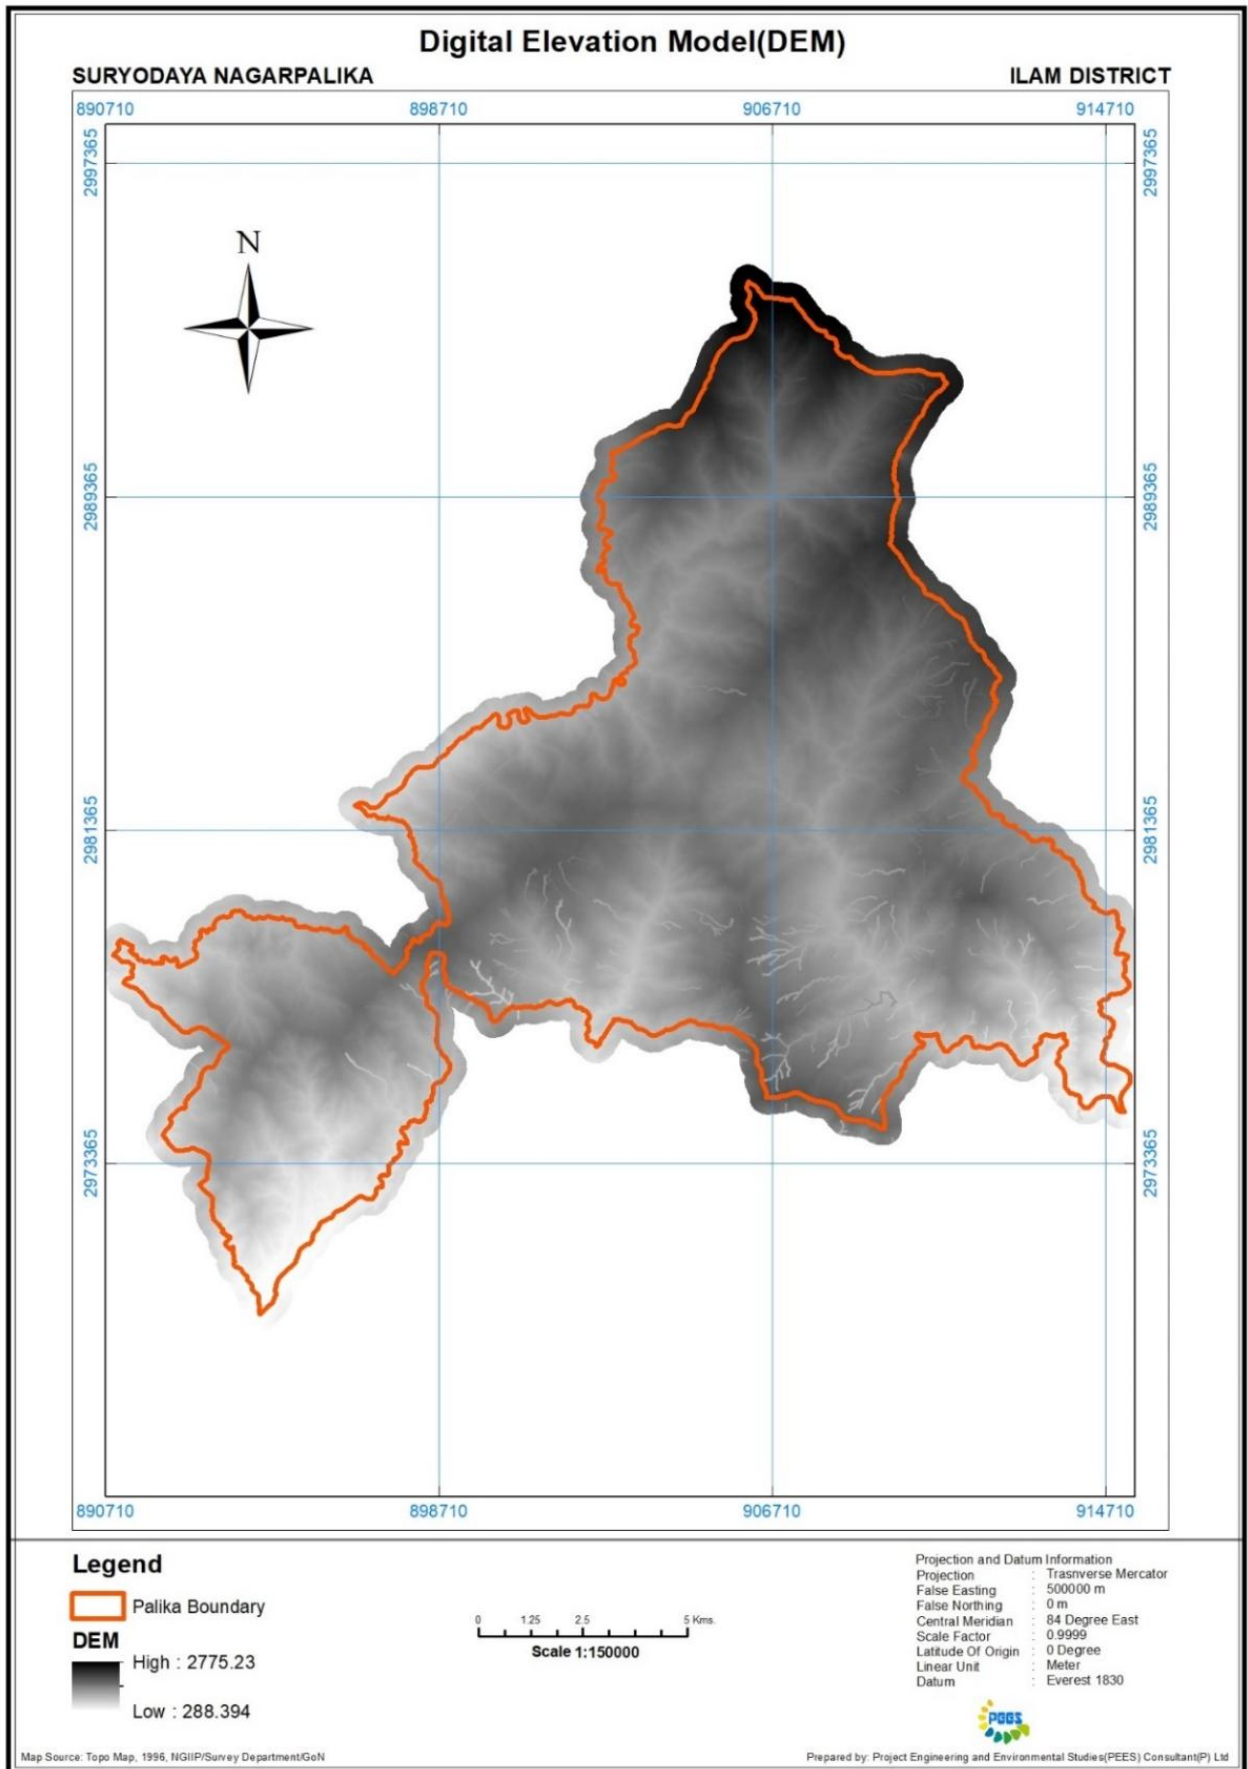 Digital Elevation Model(DEM)
SURYODAYA NAGARPALIKA
ILAM DISTRICT
890710
898710
906710
914710
2997365
2997365
N
2989365
2989365
2981365
2981365
2973365
2973365
890710
898710
906710
914710
Legend
Palika Boundary
DEM
High : 2775.23
Low : 288.394
0 1.25 2.5 5 Kms.
Scale 1:150000
Projection and Datum Information
Projection : Trasnverse Mercator
False Easting : 500000 m
False Northing : 0 m
Central Meridian : 84 Degree East
Scale Factor : 0.9999
Latitude Of Origin : 0 Degree
Linear Unit : Meter
Datum : Everest 1830
PEES
Map Source: Topo Map, 1996, NGIIP/Survey Department/GoN
Prepared by: Project Engineering and Environmental Studies(PEES) Consultant(P) Ltd